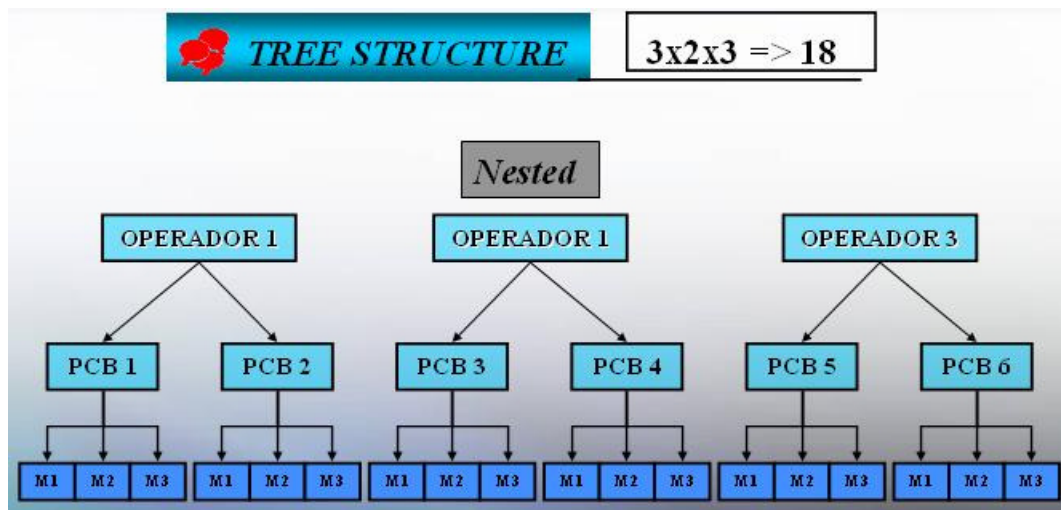 TREE STRUCTURE
3x2x3 => 18
Nested
OPERADOR 1 OPERADOR 1 OPERADOR 3
PCB 1 PCB 2 PCB 3 PCB 4 PCB 5 PCB 6
M1 M2 M3 M1 M2 M3 M1 M2 M3 M1 M2 M3 M1 M2 M3 M1 M2 M3